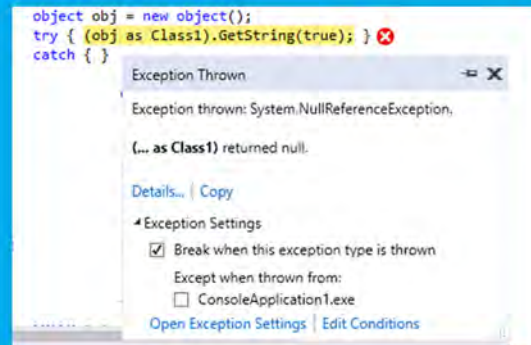 object obj = new object();
try { (obj as Class1).GetString(true); }
catch { }
Exception Thrown
Exception thrown: System.NullReferenceException.
(... as Class1) returned null.
Details... | Copy
Exception Settings
Break when this exception type is thrown
Except when thrown from:
ConsoleApplication1.exe
Open Exception Settings | Edit Conditions